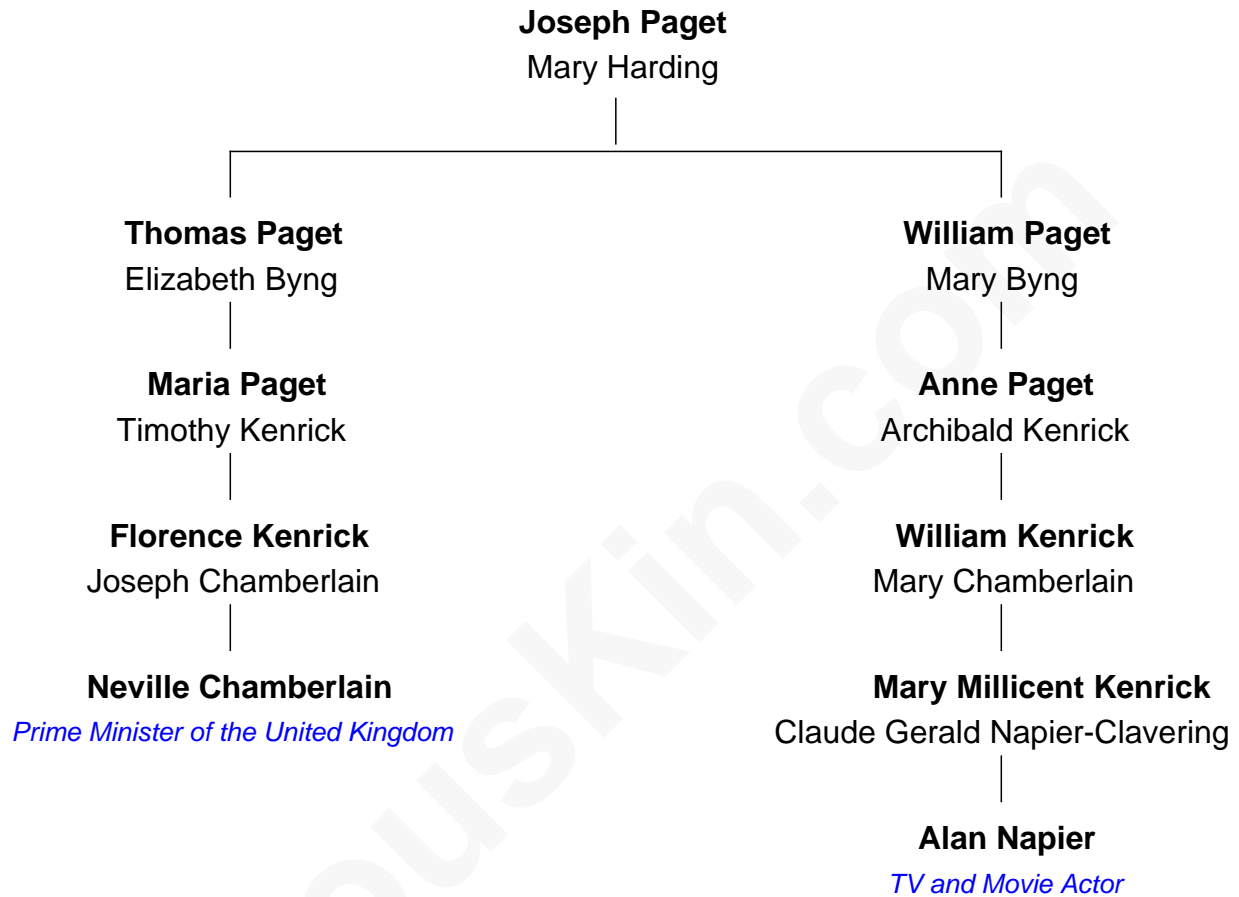 Joseph Paget
Mary Harding
Thomas Paget
Elizabeth Byng
William Paget
Mary Byng
Maria Paget
Timothy Kenrick
Anne Paget
Archibald Kenrick
Florence Kenrick
Joseph Chamberlain
William Kenrick
Mary Chamberlain
Neville Chamberlain
Prime Minister of the United Kingdom
Mary Millicent Kenrick
Claude Gerald Napier-Clavering
Alan Napier
TV and Movie Actor
ousKin.com